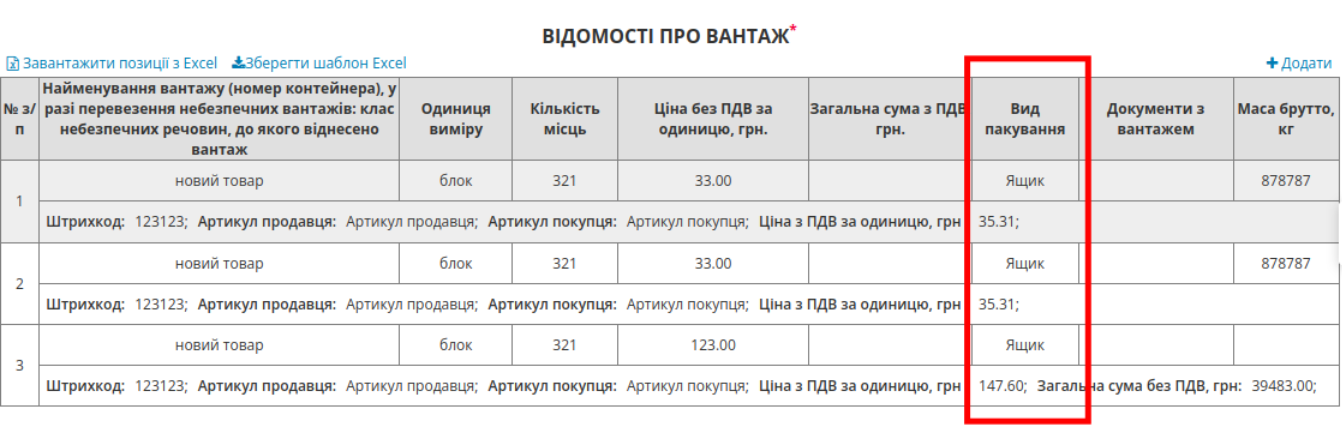 ВІДОМОСТІ ПРО ВАНТАЖ*
Завантажити позиції з Excel Зберегти шаблон Excel + Додати
№ з/п
Найменування вантажу (номер контейнера), у
разі перевезення небезпечних вантажів: клас
небезпечних речовин, до якого віднесено
вантаж
Одиниця
виміру
Кількість
місць
Ціна без ПДВ за
одиницю, грн.
Загальна сума з ПДВ
грн.
Вид
пакування
Документи з
вантажем
Маса брутто,
кг
1 новий товар блок 321 33.00 Ящик 878787
Штрихкод: 123123; Артикул продавця: Артикул продавця; Артикул покупця: Артикул покупця; Ціна з ПДВ за одиницю, грн 35.31;
2 новий товар блок 321 33.00 Ящик 878787
Штрихкод: 123123; Артикул продавця: Артикул продавця; Артикул покупця: Артикул покупця; Ціна з ПДВ за одиницю, грн 35.31;
3 новий товар блок 321 123.00 Ящик
Штрихкод: 123123; Артикул продавця: Артикул продавця; Артикул покупця: Артикул покупця; Ціна з ПДВ за одиницю, грн 147.60; Загальна сума без ПДВ, грн: 39483.00;